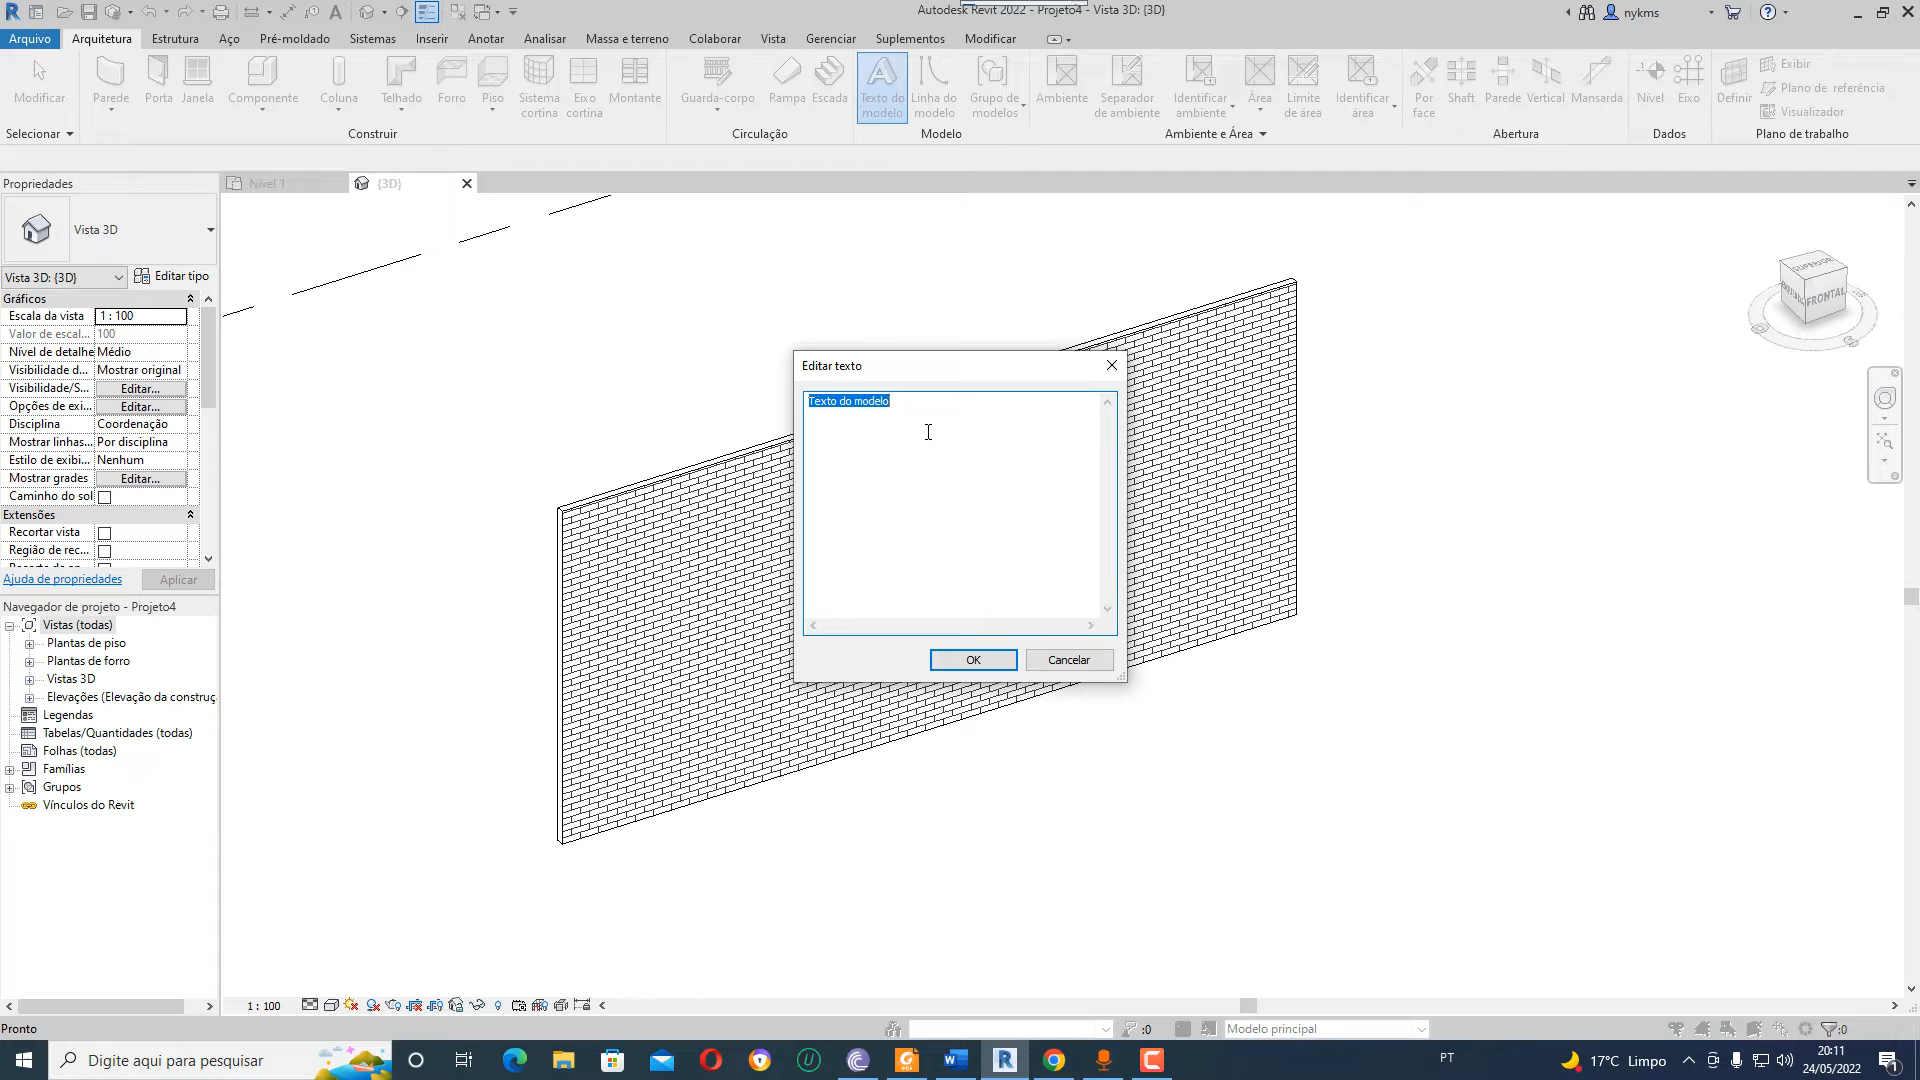 Autodesk Revit 2022 - Projeto4 - Vista 3D: {3D}
nykms
Arquivo
Arquitetura
Estrutura
Aço
Pré-moldado
Sistemas
Inserir
Anotar
Analisar
Massa e terreno
Colaborar
Vista
Gerenciar
Suplementos
Modificar
Modificar
Parede
Porta
Janela
Componente
Coluna
Telhado
Forro
Piso
Sistema
cortina
Eixo
cortina
Montante
Guarda-corpo
Rampa
Escada
Texto do
modelo
Linha do
modelo
Grupo de
modelos
Ambiente
Separador
de ambiente
Identificar
ambiente
Área
Limite
de área
Identificar
área
Por
face
Shaft
Parede
Vertical
Mansarda
Nível
Eixo
Definir
Exibir
Plano de referência
Visualizador
Selecionar
Construir
Circulação
Modelo
Ambiente e Área
Abertura
Dados
Plano de trabalho
Propriedades
Nível 1
{3D}
Vista 3D
Vista 3D: {3D}
Editar tipo
Gráficos
Escala da vista 1 : 100
Valor de escal... 100
Nível de detalhe Médio
Visibilidade d... Mostrar original
Visibilidade/S... Editar...
Opções de exi... Editar...
Disciplina Coordenação
Mostrar linhas... Por disciplina
Estilo de exibi... Nenhum
Mostrar grades Editar...
Caminho do sol
Extensões
Recortar vista
Região de rec...
Ajuda de propriedades
Aplicar
Navegador de projeto - Projeto4
Vistas (todas)
Plantas de piso
Plantas de forro
Vistas 3D
Elevações (Elevação da construç
Legendas
Tabelas/Quantidades (todas)
Folhas (todas)
Famílias
Grupos
Vínculos do Revit
Editar texto
Texto do modelo
OK
Cancelar
SUPERIOR
FRONTAL
1 : 100
Pronto
:0
Modelo principal
:0
Digite aqui para pesquisar
PT
17°C Limpo
20:11
24/05/2022
1